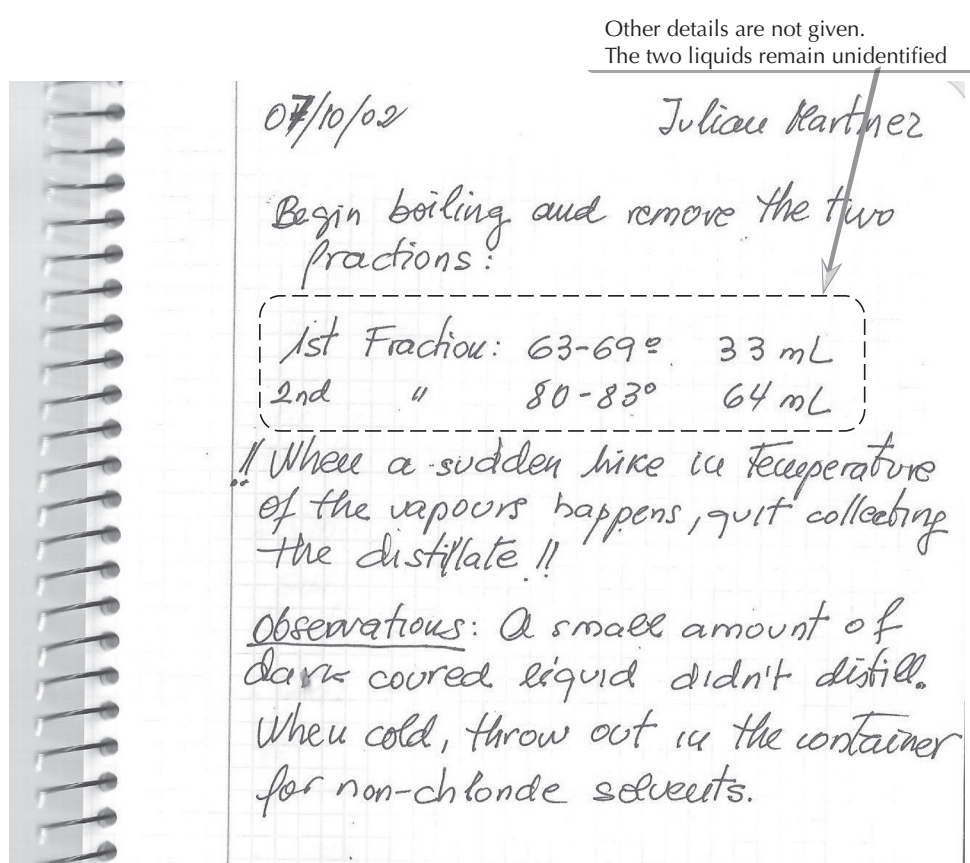 Other details are not given.
The two liquids remain unidentified
07/10/02 Julian Martinez
Begin boiling and remove the two
fractions:
1st Fraction: 63-69º 33 mL
2nd " 80-83º 64 mL
!! When a sudden hike in Temperature
of the vapours happens, quit collecting
the distillate!!
Observations: A small amount of
dark coured liquid didn't distill.
When cold, throw out in the container
for non-chloride solvents.